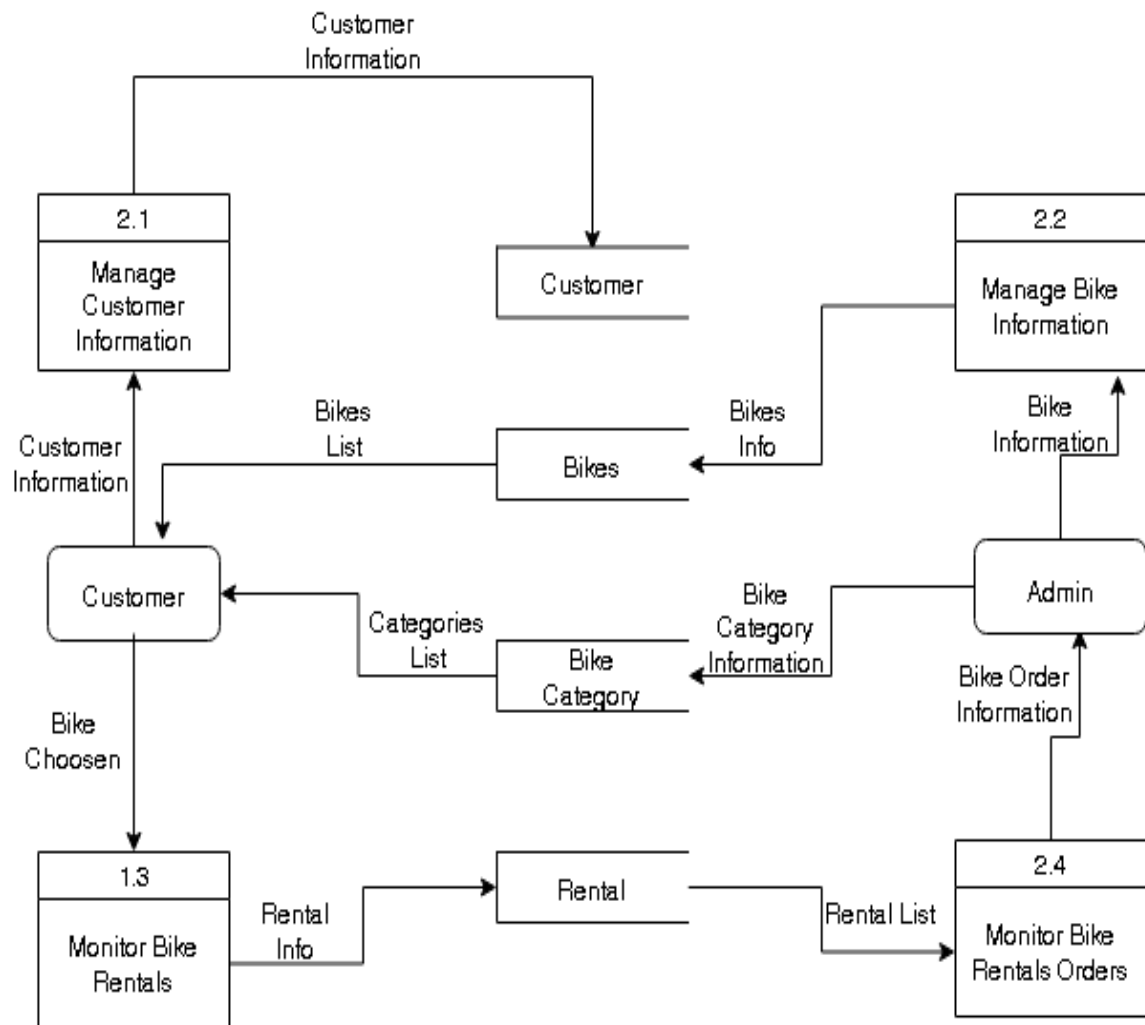 Customer
Information
2.1
Manage
Customer
Information
2.2
Manage Bike
Information
Customer
Bikes
List
Bikes
Info
Bike
Information
Customer
Information
Bikes
Customer
Admin
Categories
List
Bike
Category
Information
Bike
Category
Bike Order
Information
Bike
Choosen
1.3
Monitor Bike
Rentals
Rental
Info
Rental
Rental List
2.4
Monitor Bike
Rentals Orders